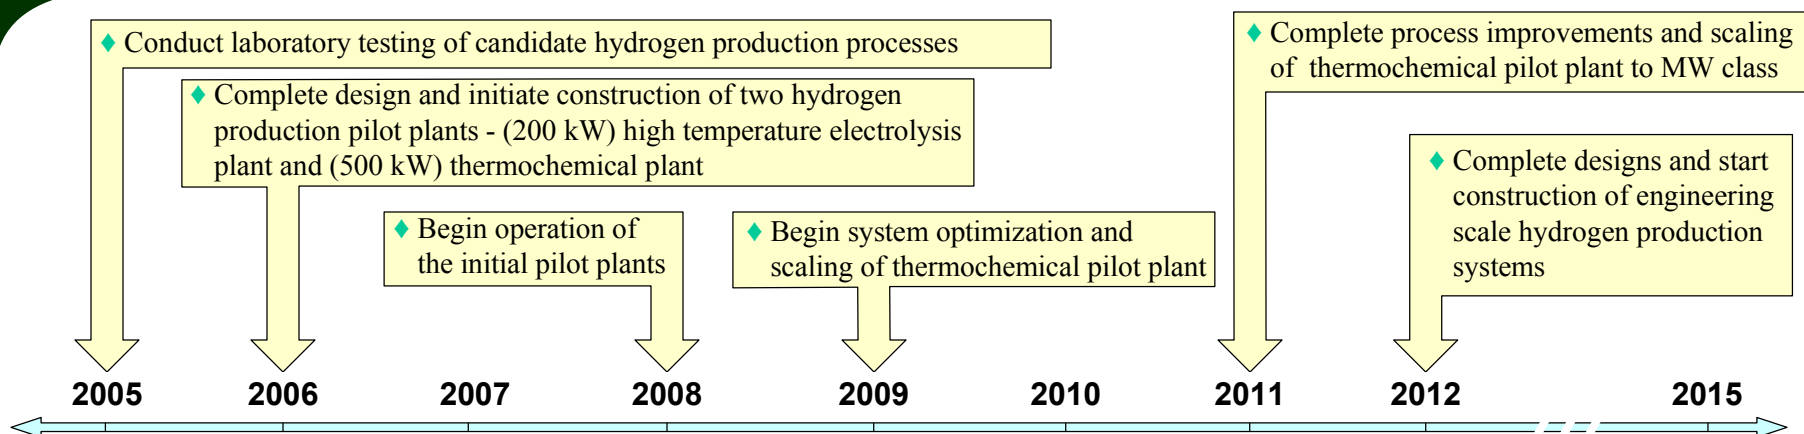 ♦ Conduct laboratory testing of candidate hydrogen production processes
♦ Complete design and initiate construction of two hydrogen
production pilot plants - (200 kW) high temperature electrolysis
plant and (500 kW) thermochemical plant
♦ Begin operation of
the initial pilot plants
♦ Begin system optimization and
scaling of thermochemical pilot plant
♦ Complete process improvements and scaling
of thermochemical pilot plant to MW class
♦ Complete designs and start
construction of engineering
scale hydrogen production
systems
2005 2006 2007 2008 2009 2010 2011 2012 2015